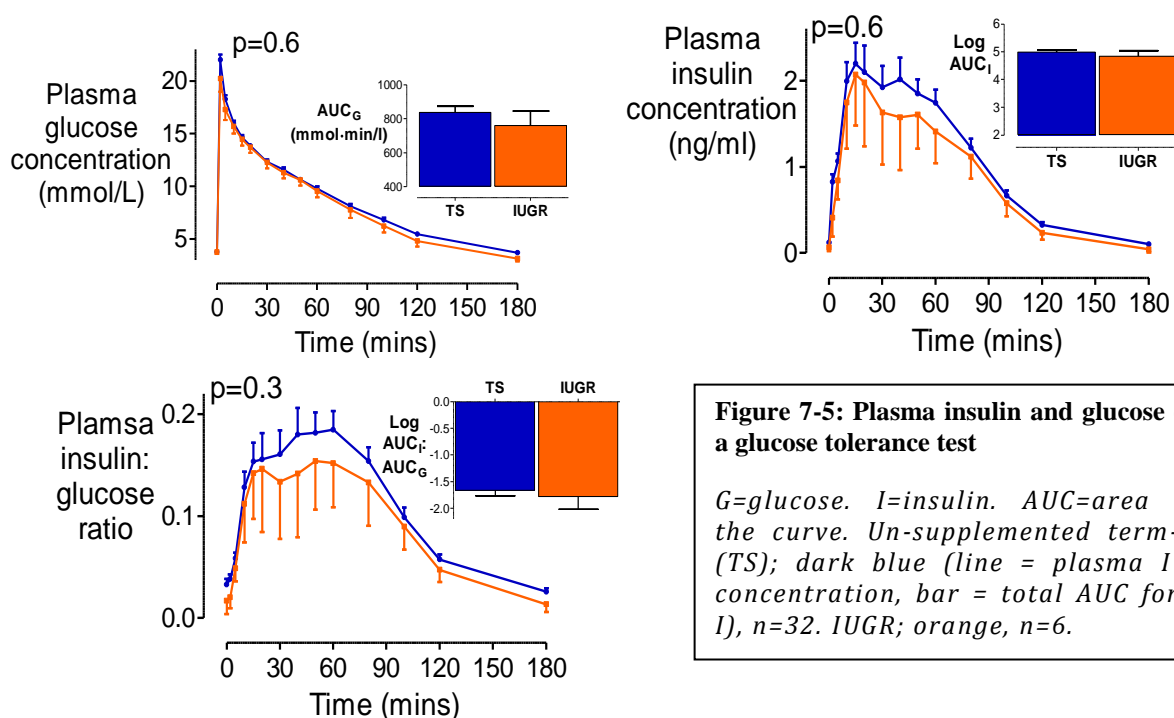 p=0.6
Plasma
glucose
concentration
(mmol/L)
20
15
10
5
0 30 60 90 120 150 180
Time (mins)
AUCG
(mmol·min/l)
1000
800
600
400
TS IUGR
p=0.6
Plasma
insulin
concentration
(ng/ml)
2
1
0
0 30 60 90 120 150 180
Time (mins)
Log
AUCI
6
5
4
3
2
TS IUGR
p=0.3
Plamsa
insulin:
glucose
ratio
0.2
0.1
0.0
0 30 60 90 120 150 180
Time (mins)
TS IUGR
Log
AUCI:
AUCG
0.0
-0.5
-1.0
-1.5
-2.0
Figure 7-5: Plasma insulin and glucose
a glucose tolerance test
G=glucose. I=insulin. AUC=area
the curve. Un-supplemented term-
(TS); dark blue (line = plasma I
concentration, bar = total AUC for
I), n=32. IUGR; orange, n=6.